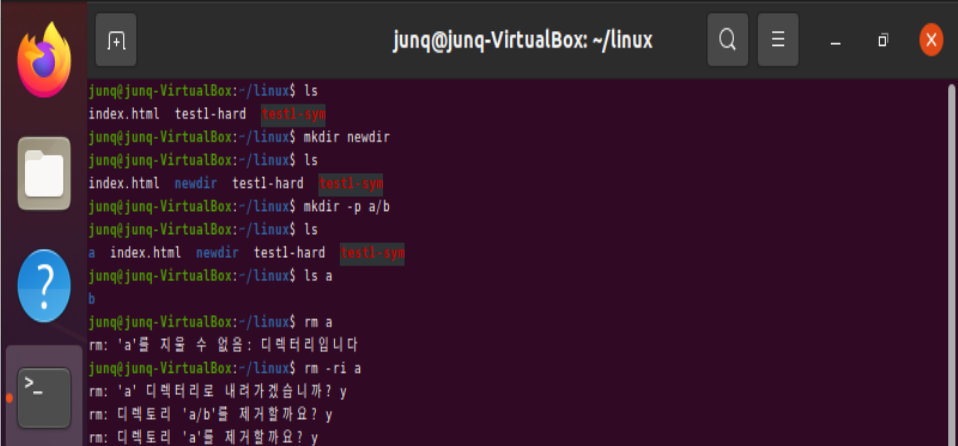 junq@junq-VirtualBox: ~/linux
junq@junq-VirtualBox:~/linux$ ls
index.html test1-hard test1-sym
junq@junq-VirtualBox:~/linux$ mkdir newdir
junq@junq-VirtualBox:~/linux$ ls
index.html newdir test1-hard test1-sym
junq@junq-VirtualBox:~/linux$ mkdir -p a/b
junq@junq-VirtualBox:~/linux$ ls
a index.html newdir test1-hard test1-sym
junq@junq-VirtualBox:~/linux$ ls a
b
junq@junq-VirtualBox:~/linux$ rm a
rm: 'a'를 지울 수 없음: 디렉터리입니다
junq@junq-VirtualBox:~/linux$ rm -ri a
rm: 'a' 디렉터리로 내려가겠습니까? y
rm: 디렉토리 'a/b'를 제거할까요? y
rm: 디렉토리 'a'를 제거할까요? y